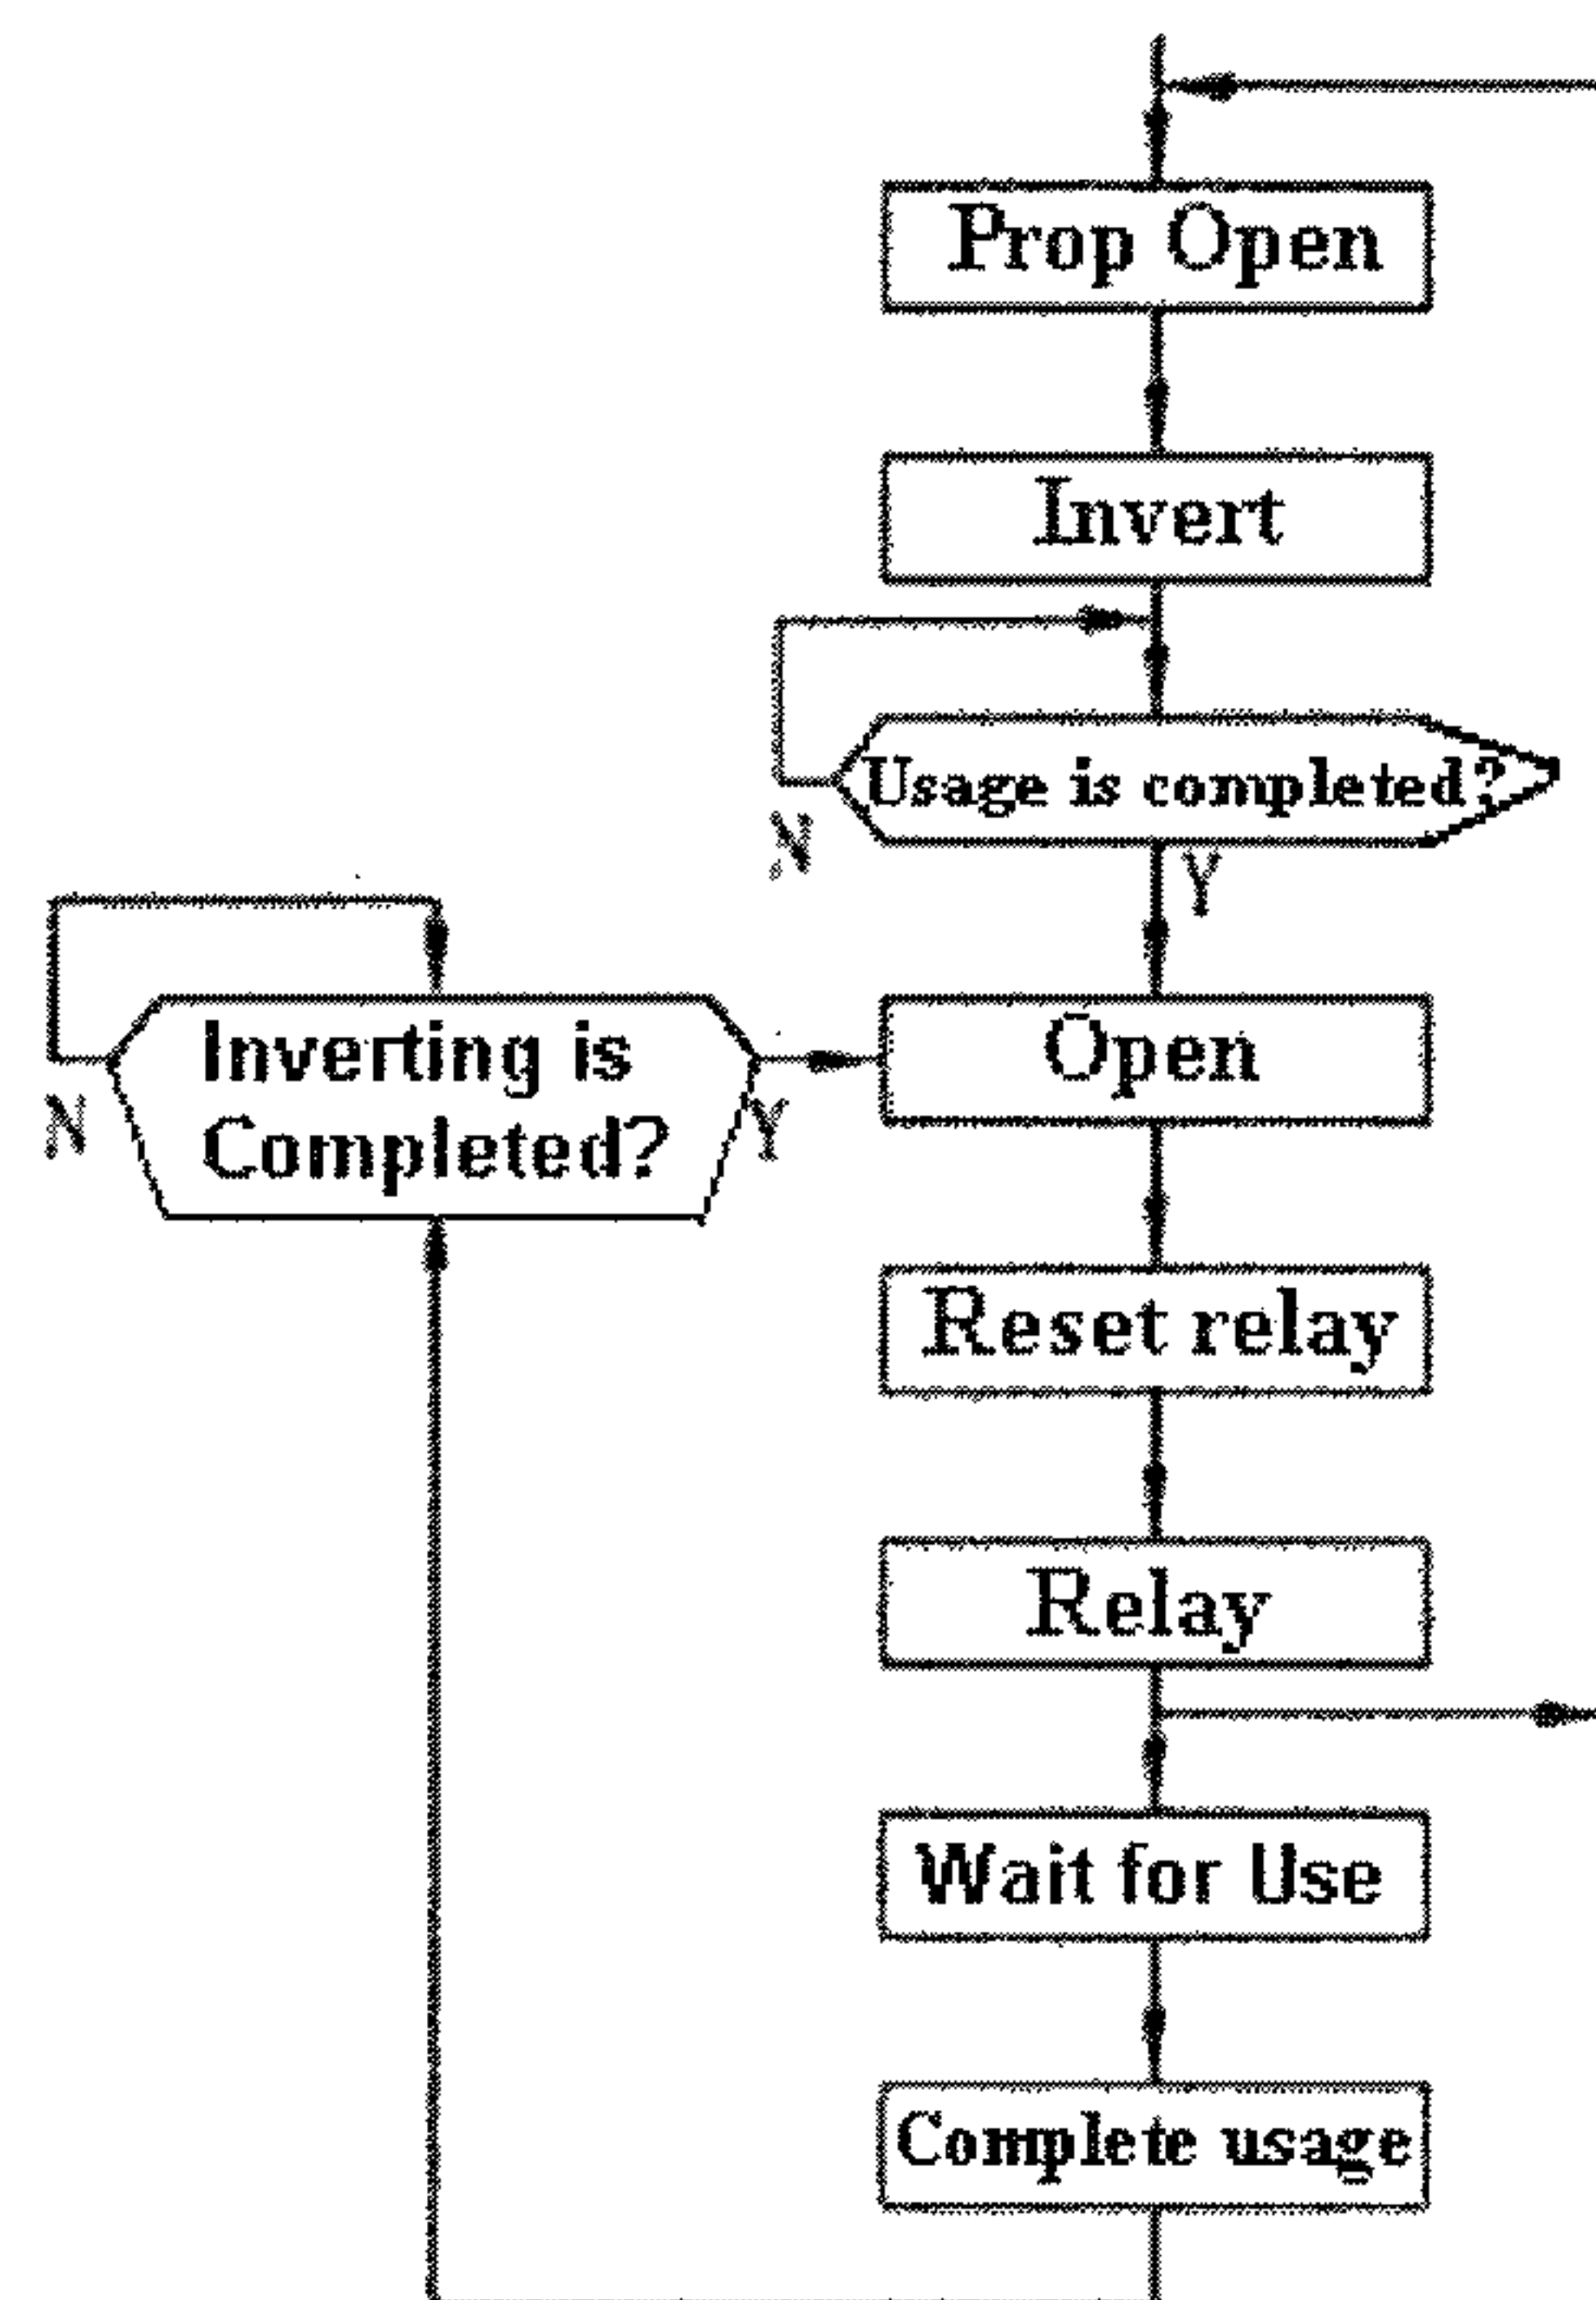 Prop Open
Invert
Usage is completed?
N
Y
Inverting is
Completed?
N
Y
Open
Reset relay
Relay
Wait for Use
Complete usage